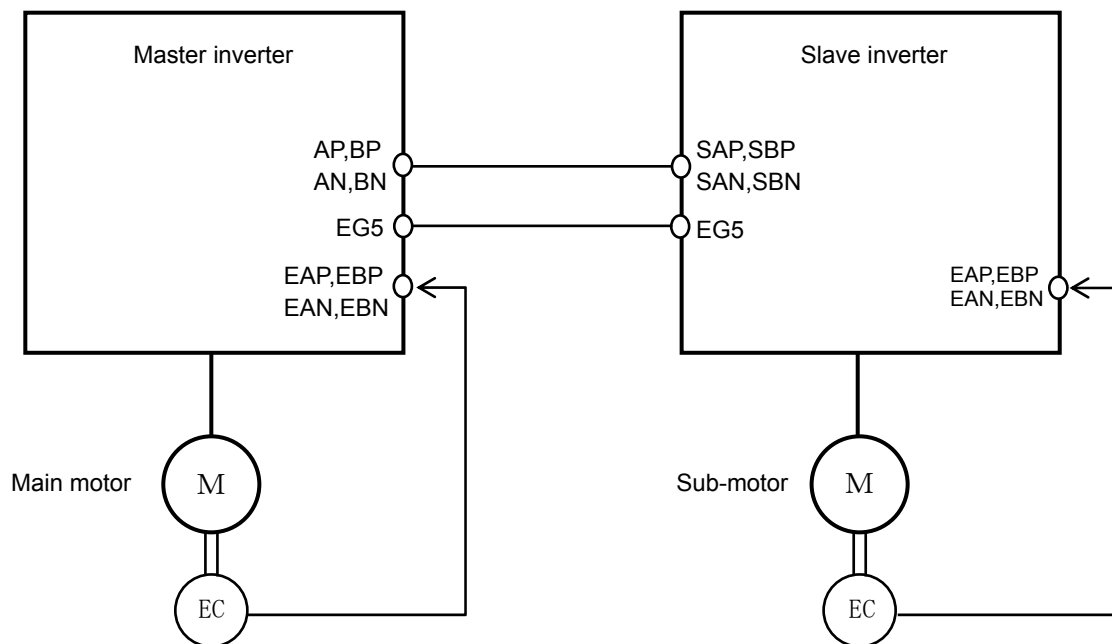 Master inverter
Slave inverter
AP,BP
AN,BN
SAP,SBP
SAN,SBN
EG5
EG5
EAP,EBP
EAN,EBN
EAP,EBP
EAN,EBN
Main motor
M
Sub-motor
M
EC
EC